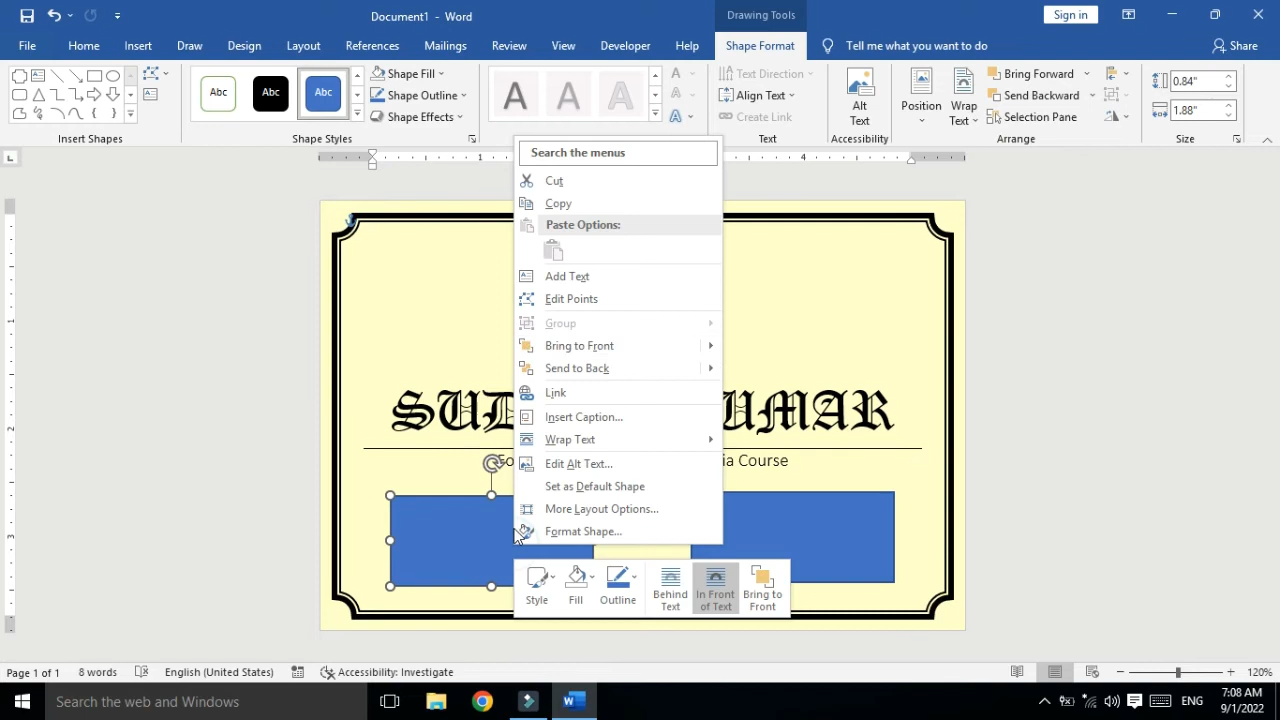 Document1 - Word
Drawing Tools
Sign in
File Home Insert Draw Design Layout References Mailings Review View Developer Help Shape Format Tell me what you want to do Share
Abc Abc Abc
Shape Fill
Shape Outline
Shape Effects
A A A
A
A
A
Text Direction
Align Text
Create Link
Alt Text
Position
Wrap Text
Bring Forward
Send Backward
Selection Pane
0.84"
1.88"
Insert Shapes
Shape Styles
Text
Accessibility
Arrange
Size
1 4
1
2
3
Search the menus
Cut
Copy
Paste Options:
Add Text
Edit Points
Group
Bring to Front
Send to Back
Link
Insert Caption...
Wrap Text
Edit Alt Text...
Set as Default Shape
More Layout Options...
Format Shape...
Style
Fill
Outline
Behind Text
In Front of Text
Bring to Front
SUD UMAR
Fo ia Course
Page 1 of 1 8 words English (United States) Accessibility: Investigate 120%
Search the web and Windows
ENG
7:08 AM
9/1/2022